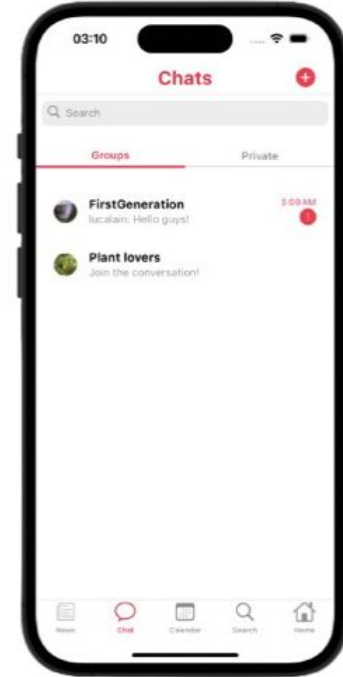 03:10
Chats
Search
Groups Private
FirstGeneration 3:09 AM
lucalain: Hello guys!
1
Plant lovers
Join the conversation!
News Chat Calendar Search Home